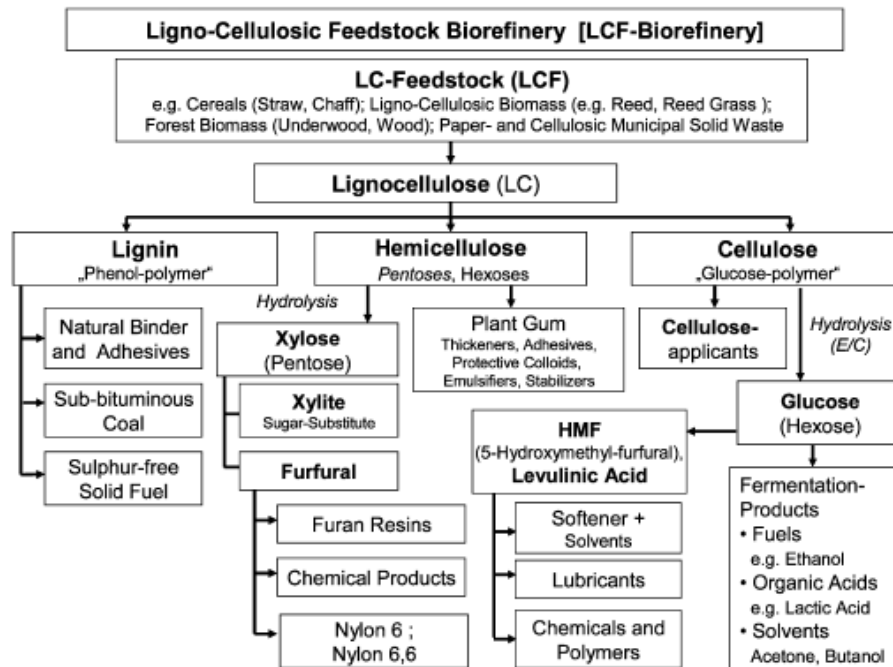 Ligno-Cellulosic Feedstock Biorefinery [LCF-Biorefinery]
LC-Feedstock (LCF)
e.g. Cereals (Straw, Chaff); Ligno-Cellulosic Biomass (e.g. Reed, Reed Grass );
Forest Biomass (Underwood, Wood); Paper- and Cellulosic Municipal Solid Waste
Lignocellulose (LC)
Lignin
„Phenol-polymer“
Hemicellulose
Pentoses, Hexoses
Cellulose
„Glucose-polymer“
Natural Binder
and Adhesives
Sub-bituminous
Coal
Sulphur-free
Solid Fuel
Hydrolysis
Xylose
(Pentose)
Xylite
Sugar-Substitute
Furfural
Furan Resins
Chemical Products
Nylon 6 ;
Nylon 6,6
Plant Gum
Thickeners, Adhesives,
Protective Colloids,
Emulsifiers, Stabilizers
Cellulose-
applicants
Hydrolysis
(E/C)
Glucose
(Hexose)
HMF
(5-Hydroxymethyl-furfural),
Levulinic Acid
Softener +
Solvents
Lubricants
Chemicals and
Polymers
Fermentation-
Products
• Fuels
e.g. Ethanol
• Organic Acids
e.g. Lactic Acid
• Solvents
Acetone, Butanol